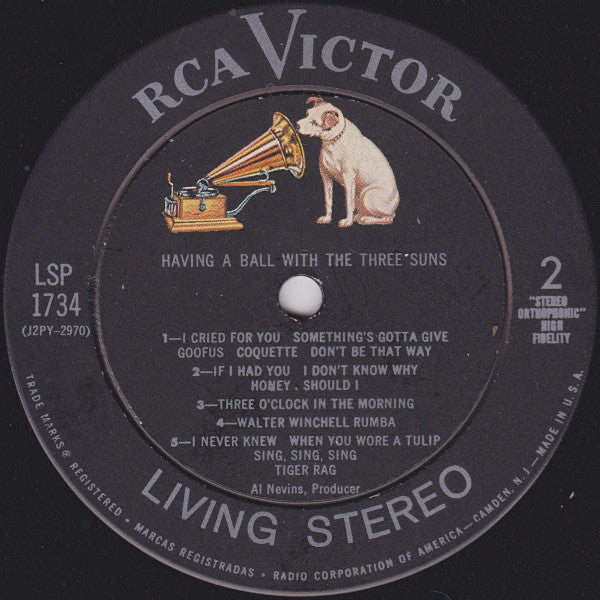 RCA VICTOR
HAVING A BALL WITH THE THREE SUNS
LSP
1734
(J2PY-2970)
2
"STEREO
ORTHOPHONIC"
HIGH
FIDELITY
1—I CRIED FOR YOU SOMETHING'S GOTTA GIVE
GOOFUS COQUETTE DON'T BE THAT WAY
2—IF I HAD YOU I DON'T KNOW WHY
HONEY SHOULD I
3—THREE O'CLOCK IN THE MORNING
4—WALTER WINCHELL RUMBA
5—I NEVER KNEW WHEN YOU WORE A TULIP
SING, SING, SING
TIGER RAG
Al Nevins, Producer
LIVING STEREO
TRADE MARKS ® REGISTERED • MARCAS REGISTRADAS • RADIO CORPORATION OF AMERICA—CAMDEN, N. J.—MADE IN U.S.A.